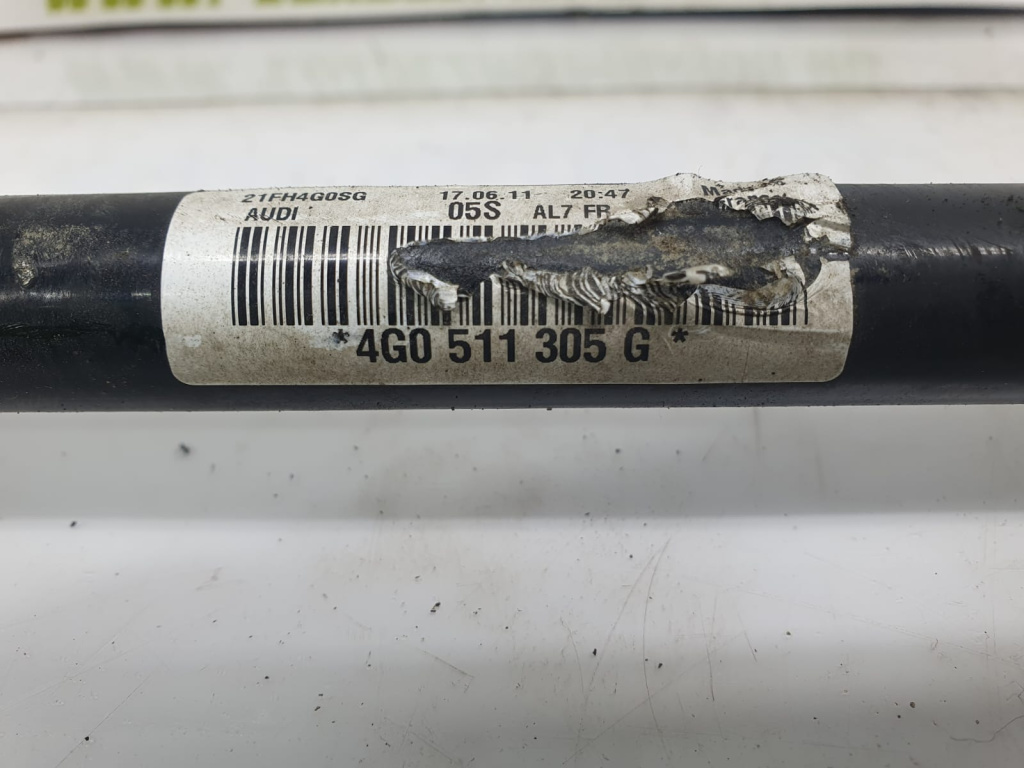 21FH4G0SG 17.06.11 20:47
AUDI 05S AL7 FR
*4G0 511 305 G *